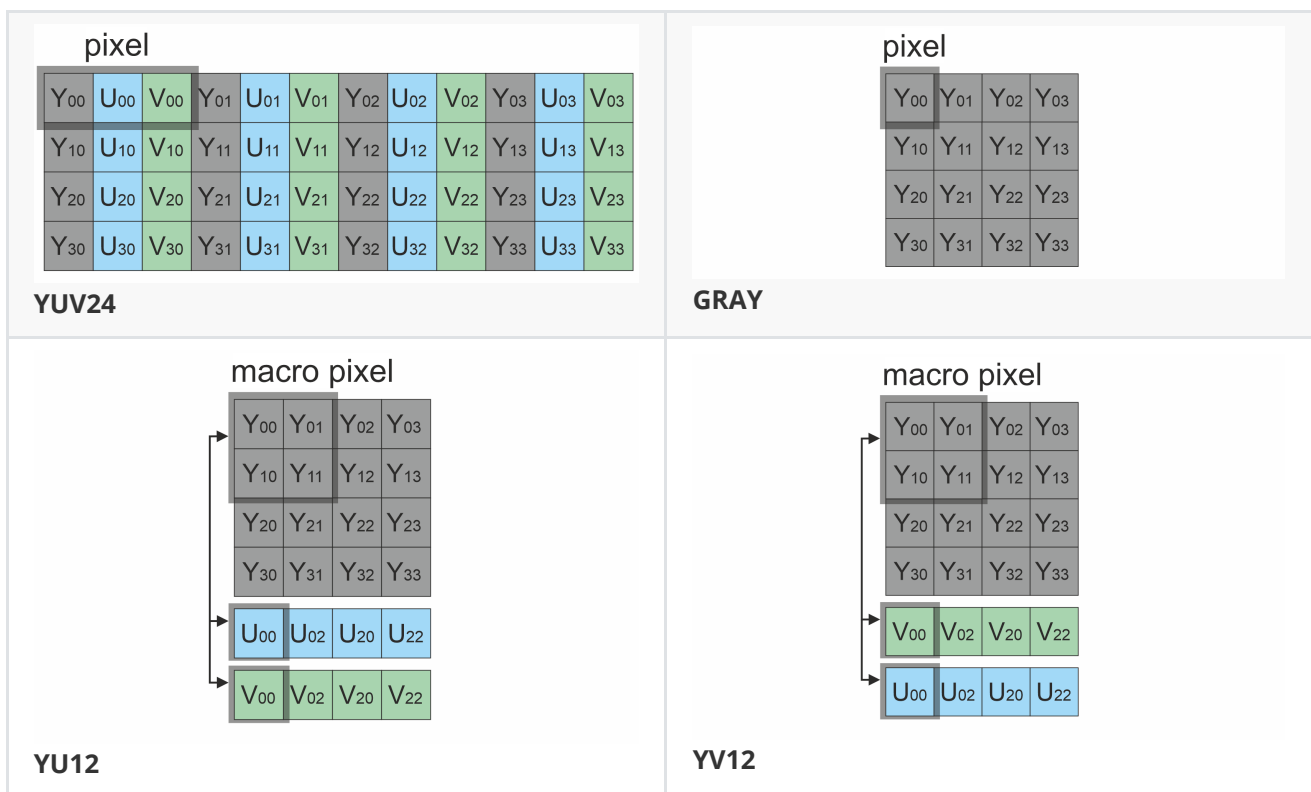 pixel
Y00 U00 V00 Y01 U01 V01 Y02 U02 V02 Y03 U03 V03
Y10 U10 V10 Y11 U11 V11 Y12 U12 V12 Y13 U13 V13
Y20 U20 V20 Y21 U21 V21 Y22 U22 V22 Y23 U23 V23
Y30 U30 V30 Y31 U31 V31 Y32 U32 V32 Y33 U33 V33
YUV24
pixel
Y00 Y01 Y02 Y03
Y10 Y11 Y12 Y13
Y20 Y21 Y22 Y23
Y30 Y31 Y32 Y33
GRAY
macro pixel
Y00 Y01 Y02 Y03
Y10 Y11 Y12 Y13
Y20 Y21 Y22 Y23
Y30 Y31 Y32 Y33
U00 U02 U20 U22
V00 V02 V20 V22
YU12
macro pixel
Y00 Y01 Y02 Y03
Y10 Y11 Y12 Y13
Y20 Y21 Y22 Y23
Y30 Y31 Y32 Y33
V00 V02 V20 V22
U00 U02 U20 U22
YV12